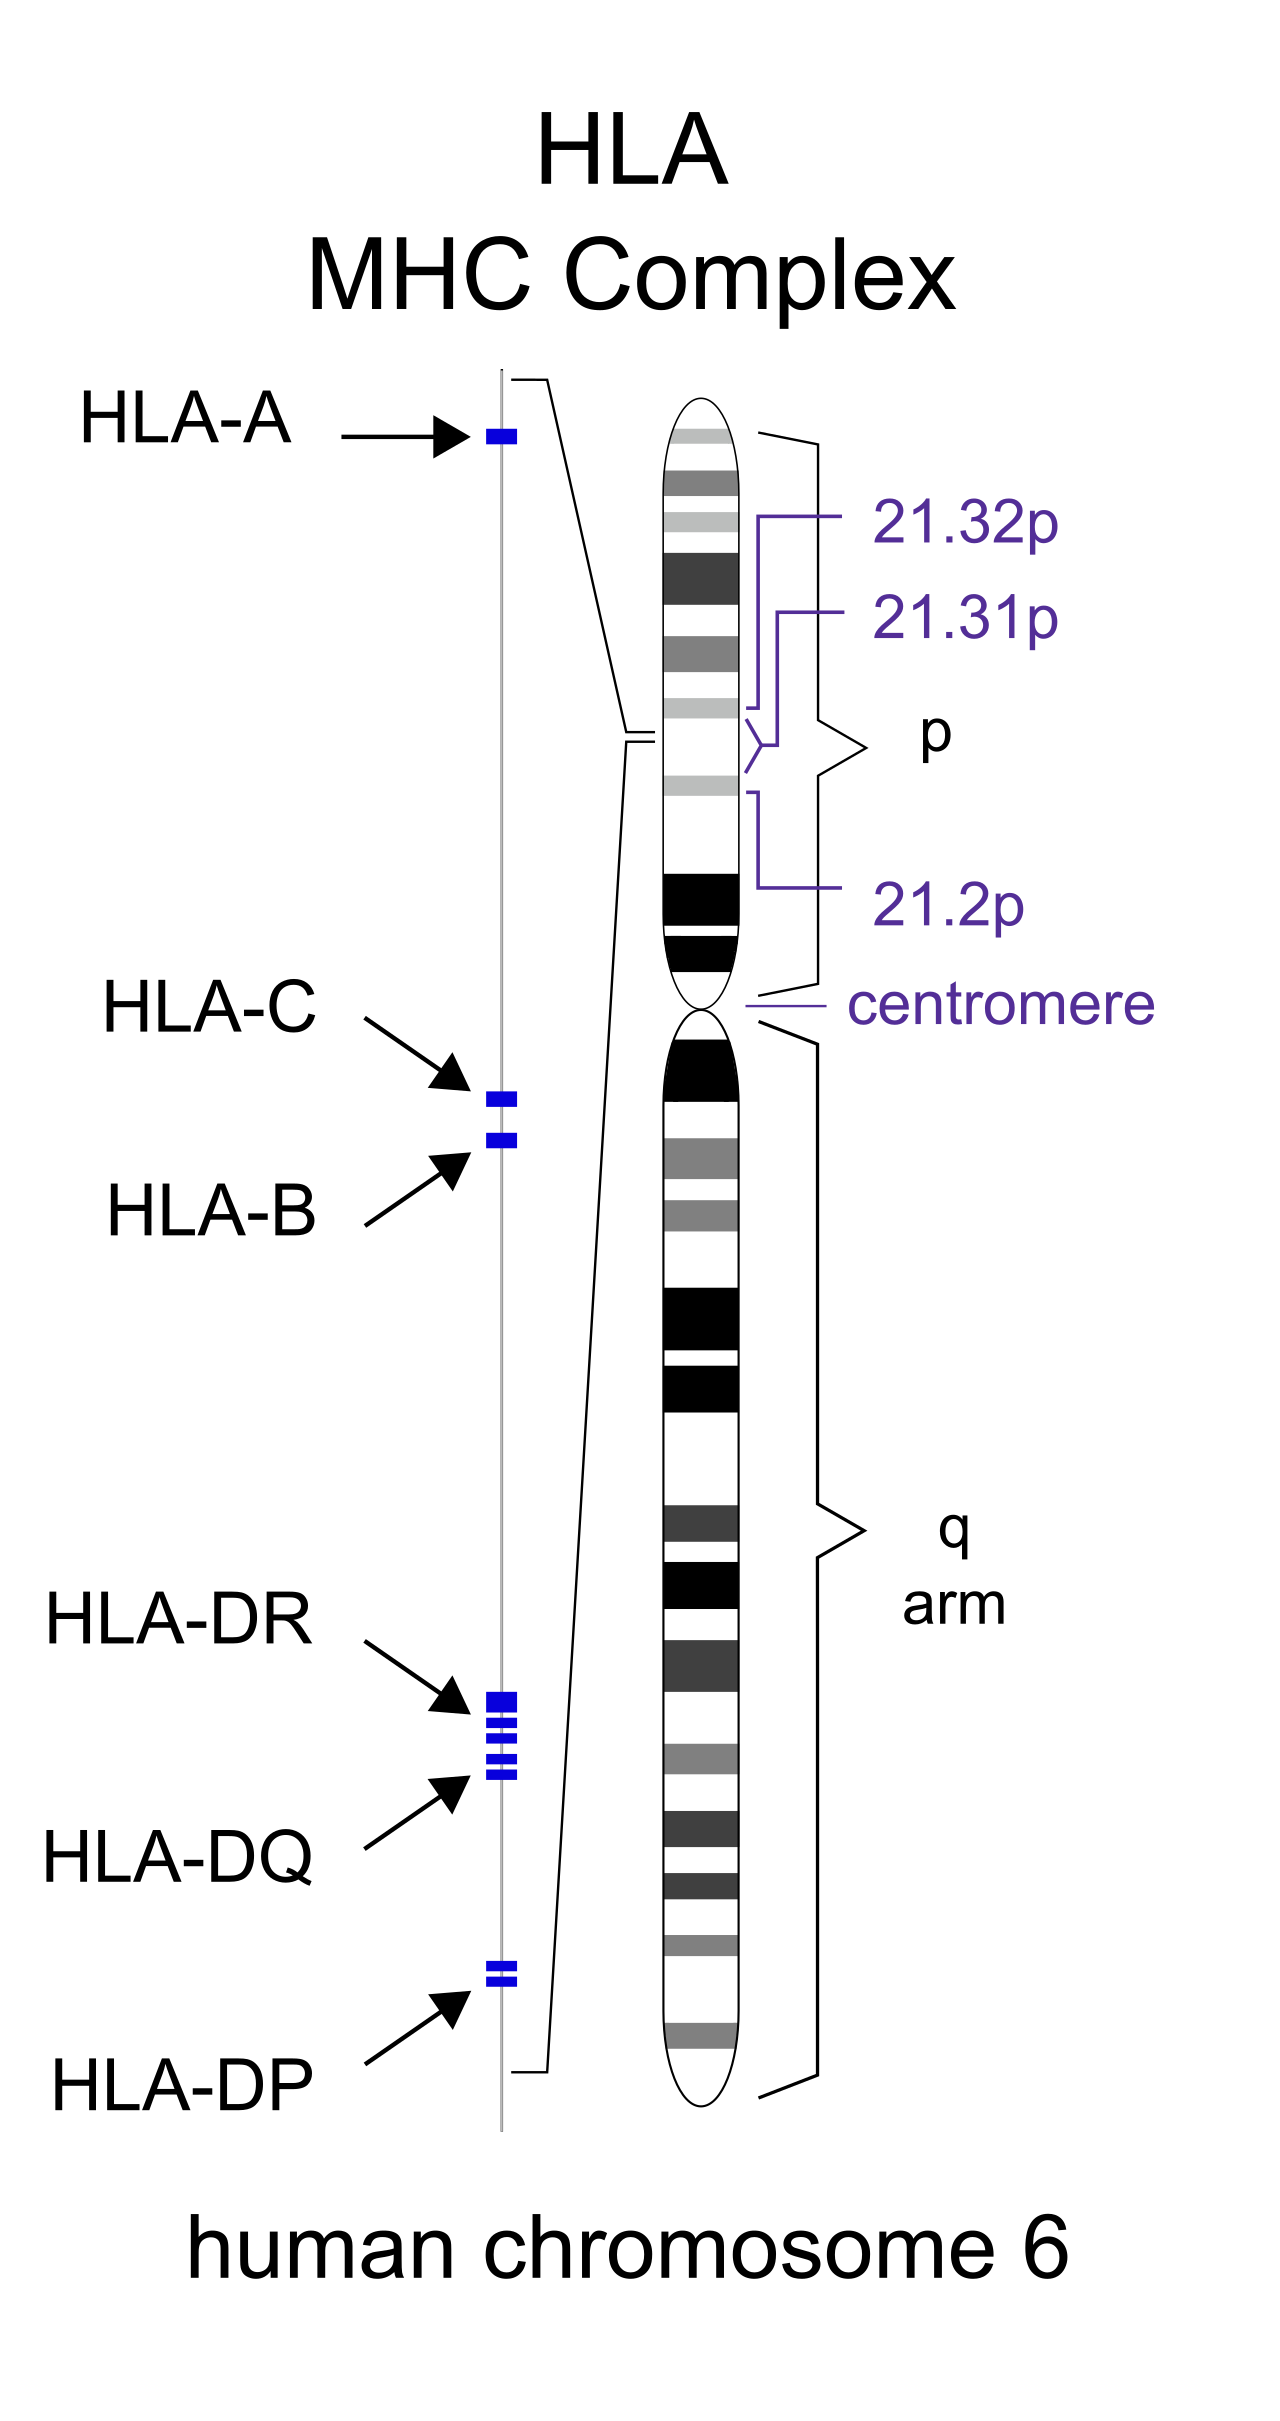 HLA
MHC Complex
HLA-A
21.32p
21.31p
p
21.2p
HLA-C
centromere
HLA-B
q
arm
HLA-DR
HLA-DQ
HLA-DP
human chromosome 6